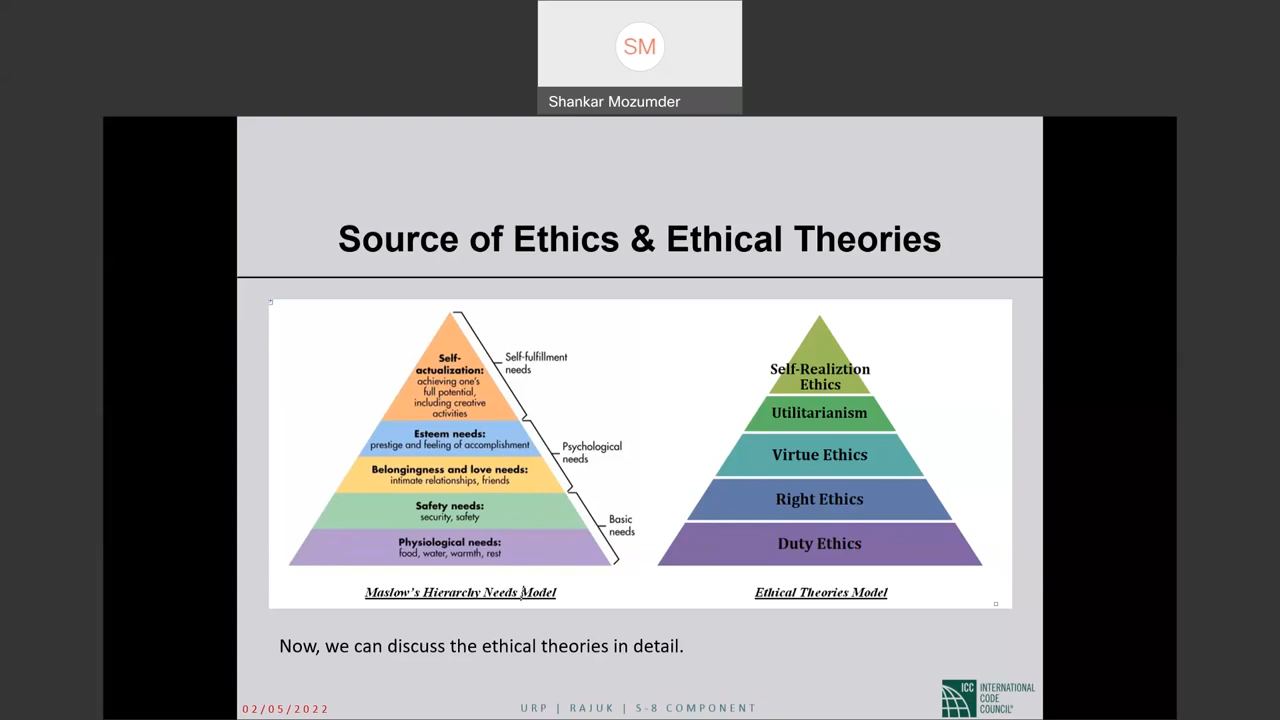 SM
Shankar Mozumder
Source of Ethics & Ethical Theories
Self-
actualization:
achieving one's
full potential,
including creative
activities
Esteem needs:
prestige and feeling of accomplishment
Belongingness and love needs:
intimate relationships, friends
Safety needs:
security, safety
Physiological needs:
food, water, warmth, rest
Self-fulfillment
needs
Psychological
needs
Basic
needs
Maslow's Hierarchy Needs Model
Self-Realiztion
Ethics
Utilitarianism
Virtue Ethics
Right Ethics
Duty Ethics
Ethical Theories Model
Now, we can discuss the ethical theories in detail.
02/05/2022
URP | RAJUK | S-8 COMPONENT
ICC
INTERNATIONAL
CODE
COUNCIL®